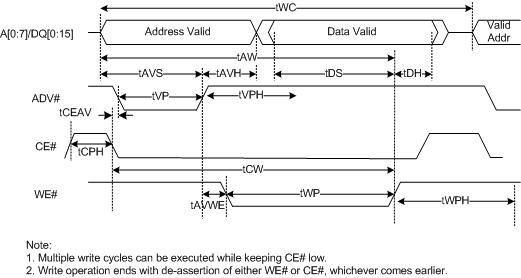 tWC
A[0:7]/DQ[0:15]
Address Valid
Data Valid
Valid
Addr
tAW
tAVS
tAVH
tDS
tDH
ADV#
tVP
tVPH
tCEAV
CE#
tCPH
tCW
WE#
tWP
tAVWE
tWPH
Note:
1. Multiple write cycles can be executed while keeping CE# low.
2. Write operation ends with de-assertion of either WE# or CE#, whichever comes earlier.